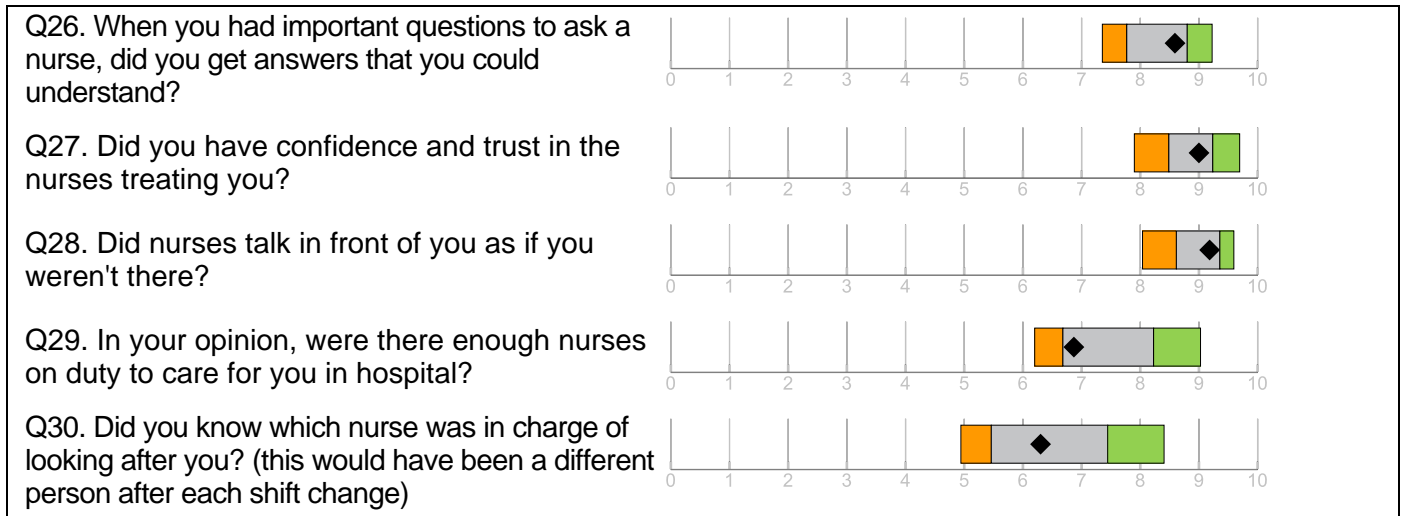 Q26. When you had important questions to ask a
nurse, did you get answers that you could
understand?
0 1 2 3 4 5 6 7 8 9 10
Q27. Did you have confidence and trust in the
nurses treating you?
0 1 2 3 4 5 6 7 8 9 10
Q28. Did nurses talk in front of you as if you
weren't there?
0 1 2 3 4 5 6 7 8 9 10
Q29. In your opinion, were there enough nurses
on duty to care for you in hospital?
0 1 2 3 4 5 6 7 8 9 10
Q30. Did you know which nurse was in charge of
looking after you? (this would have been a different
person after each shift change)
0 1 2 3 4 5 6 7 8 9 10